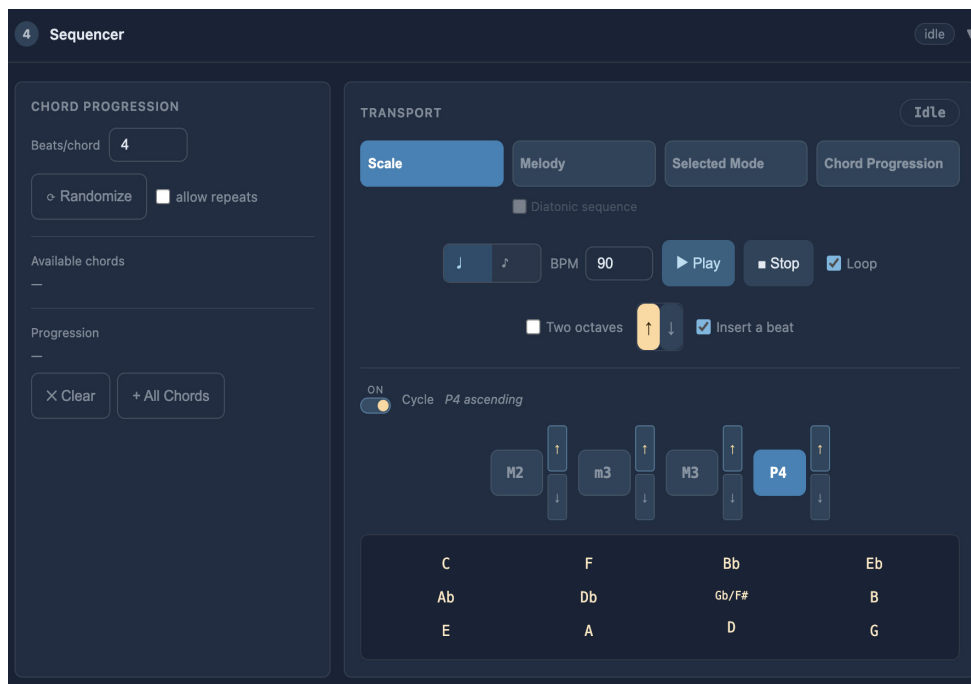 4 Sequencer idle
CHORD PROGRESSION
Beats/chord 4
Randomize allow repeats
Available chords
—
Progression
—
✕ Clear + All Chords
TRANSPORT Idle
Scale Melody Selected Mode Chord Progression
Diatonic sequence
♩ ♪ BPM 90 ▶ Play ■ Stop Loop
Two octaves ↑ ↓ Insert a beat
ON
Cycle P4 ascending
↑ ↑ ↑ ↑
M2 m3 M3 P4
↓ ↓ ↓ ↓
C F Bb Eb
Ab Db Gb/F# B
E A D G